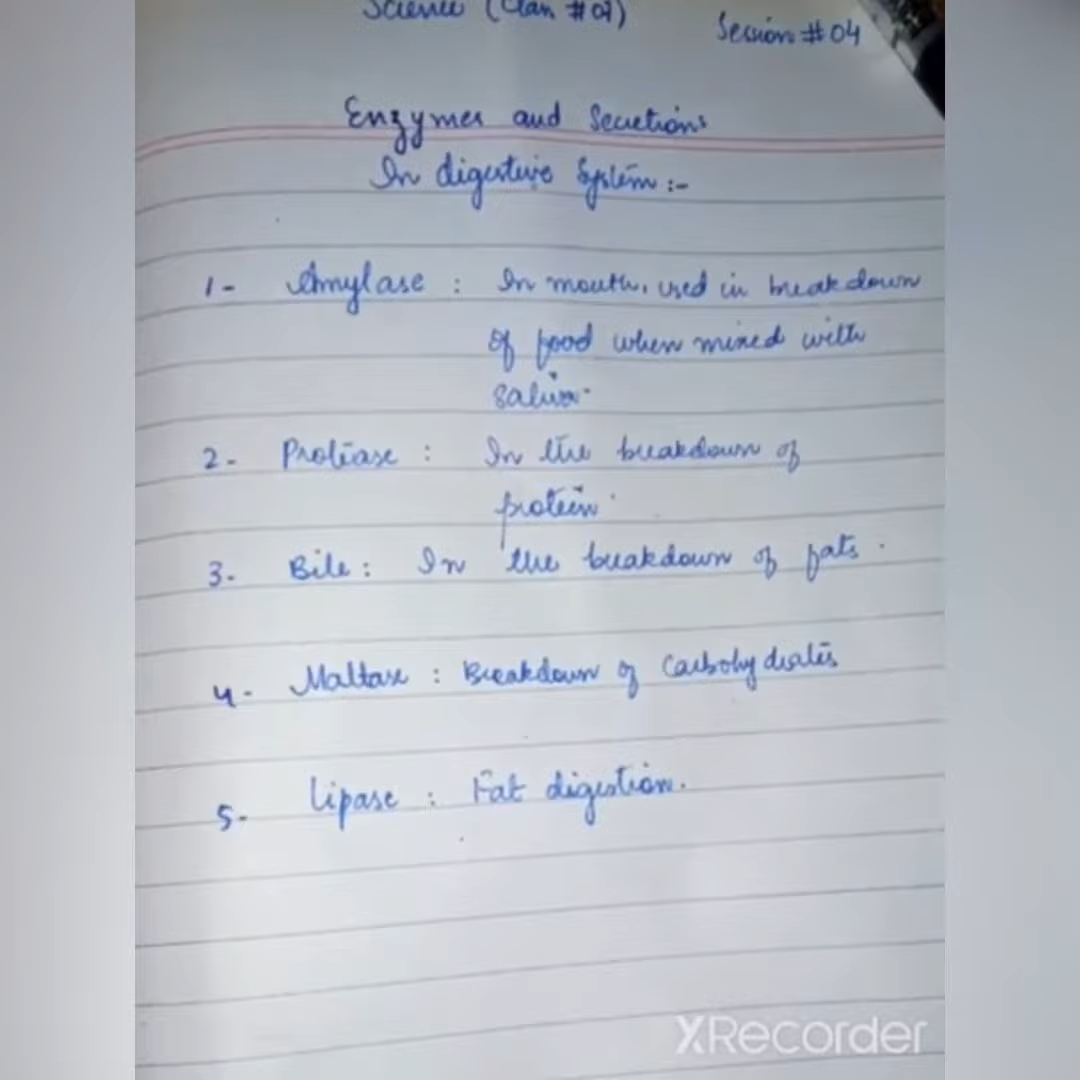 Science (Class #07)
Session #04
Enzymes and Secretions
In digestive System :-
1- Amylase : In mouth, used in breakdown
of food when mixed with
saliva.
2- Protease : In the breakdown of
protein.
3- Bile : In the breakdown of fats.
4- Maltase : Breakdown of Carbohydrates
5- Lipase : Fat digestion.
XRecorder